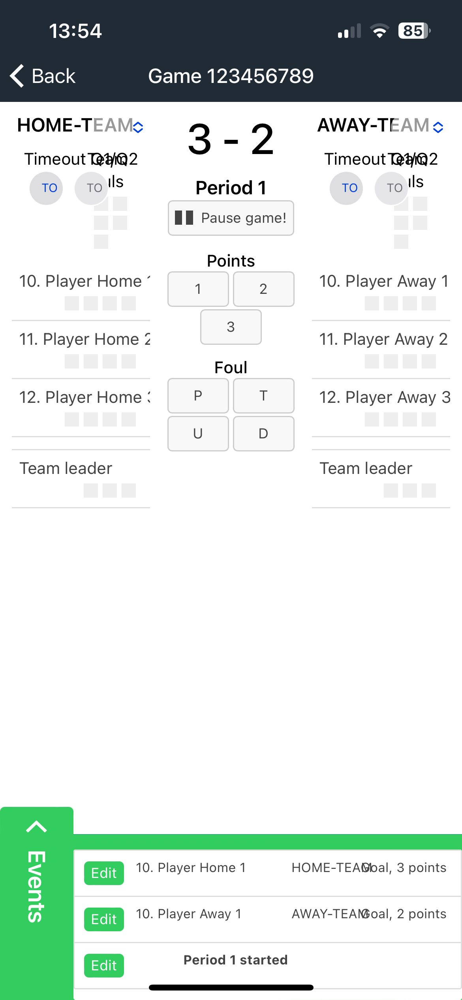 13:54
85
Back
Game 123456789
HOME-TEAM
3 - 2
AWAY-TEAM
Timeout
Team
Q1/Q2
TO
TO
Timeout
Team
Q1/Q2
TO
TO
Period 1
Pause game!
Points
1
2
3
Foul
P
T
U
D
10. Player Home 1
11. Player Home 2
12. Player Home 3
Team leader
10. Player Away 1
11. Player Away 2
12. Player Away 3
Team leader
Events
Edit
10. Player Home 1
HOME-TEAM
Goal, 3 points
Edit
10. Player Away 1
AWAY-TEAM
Goal, 2 points
Edit
Period 1 started